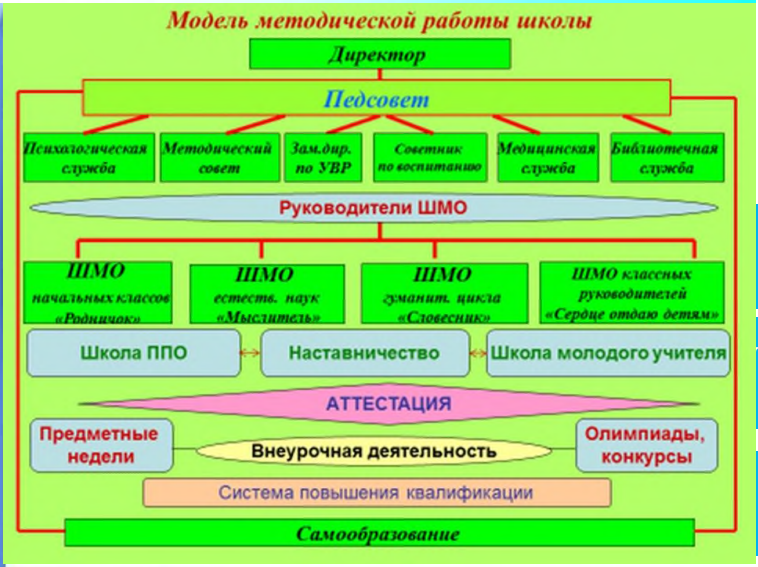 Модель методической работы школы
Директор
Педсовет
Психологическая
служба
Методический
совет
Зам.дир.
по УВР
Советник
по воспитанию
Медицинская
служба
Библиотечная
служба
Руководители ШМО
ШМО
начальных классов
«Родничок»
ШМО
естеств. наук
«Мыслитель»
ШМО
гуманит. цикла
«Словесник»
ШМО классных
руководителей
«Сердце отдаю детям»
Школа ППО
Наставничество
Школа молодого учителя
АТТЕСТАЦИЯ
Предметные
недели
Внеурочная деятельность
Олимпиады,
конкурсы
Система повышения квалификации
Самообразование